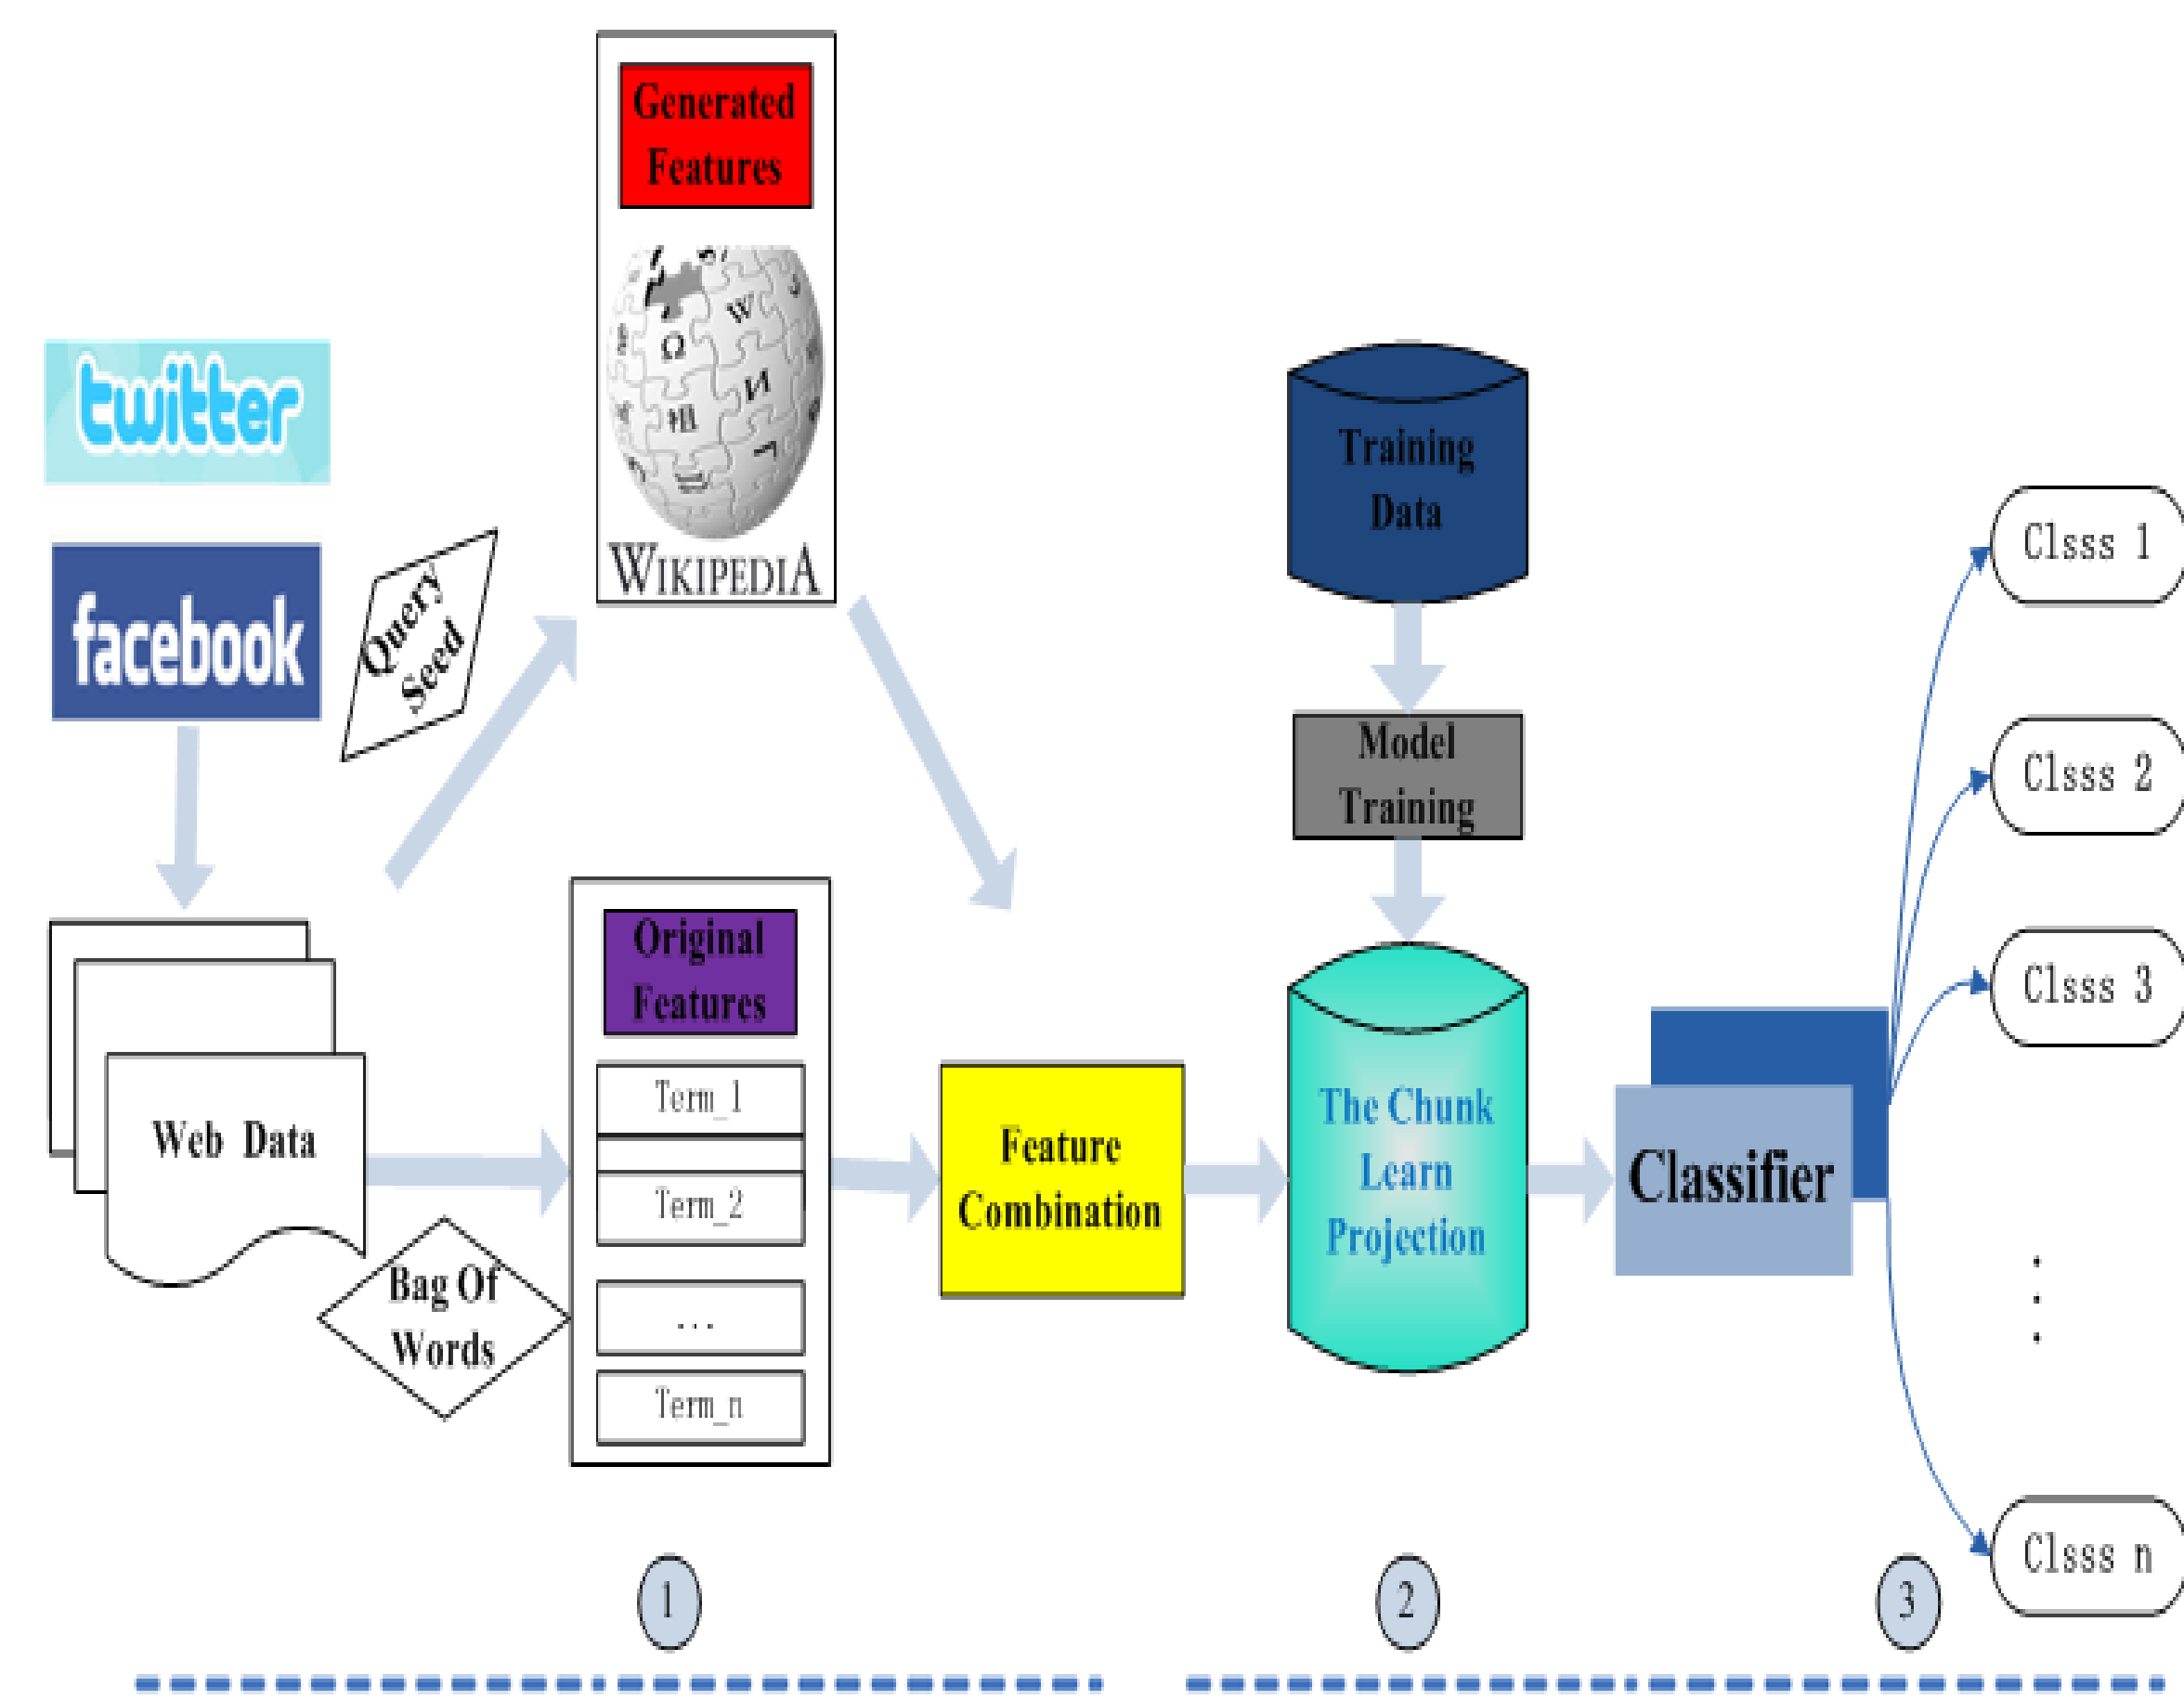 Generated
Features
WIKIPEDIA
twitter
facebook
Query
Seed
Web Data
Bag Of
Words
Original
Features
Term_1
Term_2
...
Term_n
Feature
Combination
Training
Data
Model
Training
The Chunk
Learn
Projection
Classifier
Clsss 1
Clsss 2
Clsss 3
Clsss n
1
2
3